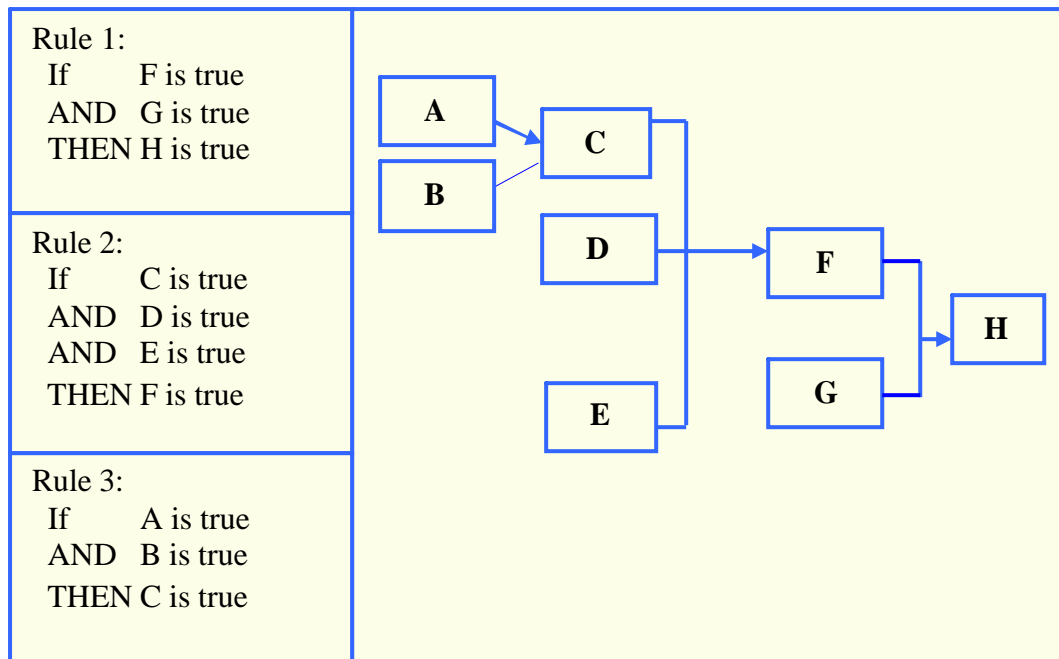 Rule 1:
If F is true
AND G is true
THEN H is true
Rule 2:
If C is true
AND D is true
AND E is true
THEN F is true
Rule 3:
If A is true
AND B is true
THEN C is true
A
B
C
D
E
F
G
H